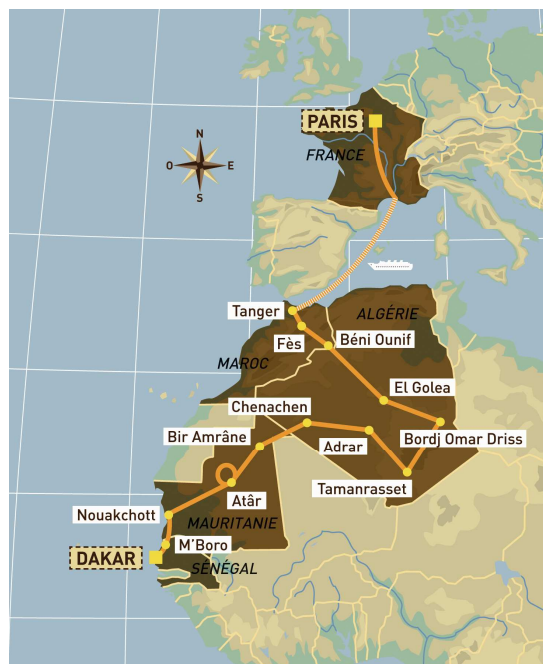 PARIS
FRANCE
N
O
E
S
Tanger
ALGÉRIE
Fès
Béni Ounif
MAROC
El Golea
Chenachen
Bir Amrâne
Adrar
Bordj Omar Driss
Tamanrasset
Atâr
Nouakchott
MAURITANIE
M'Boro
DAKAR
SÉNÉGAL